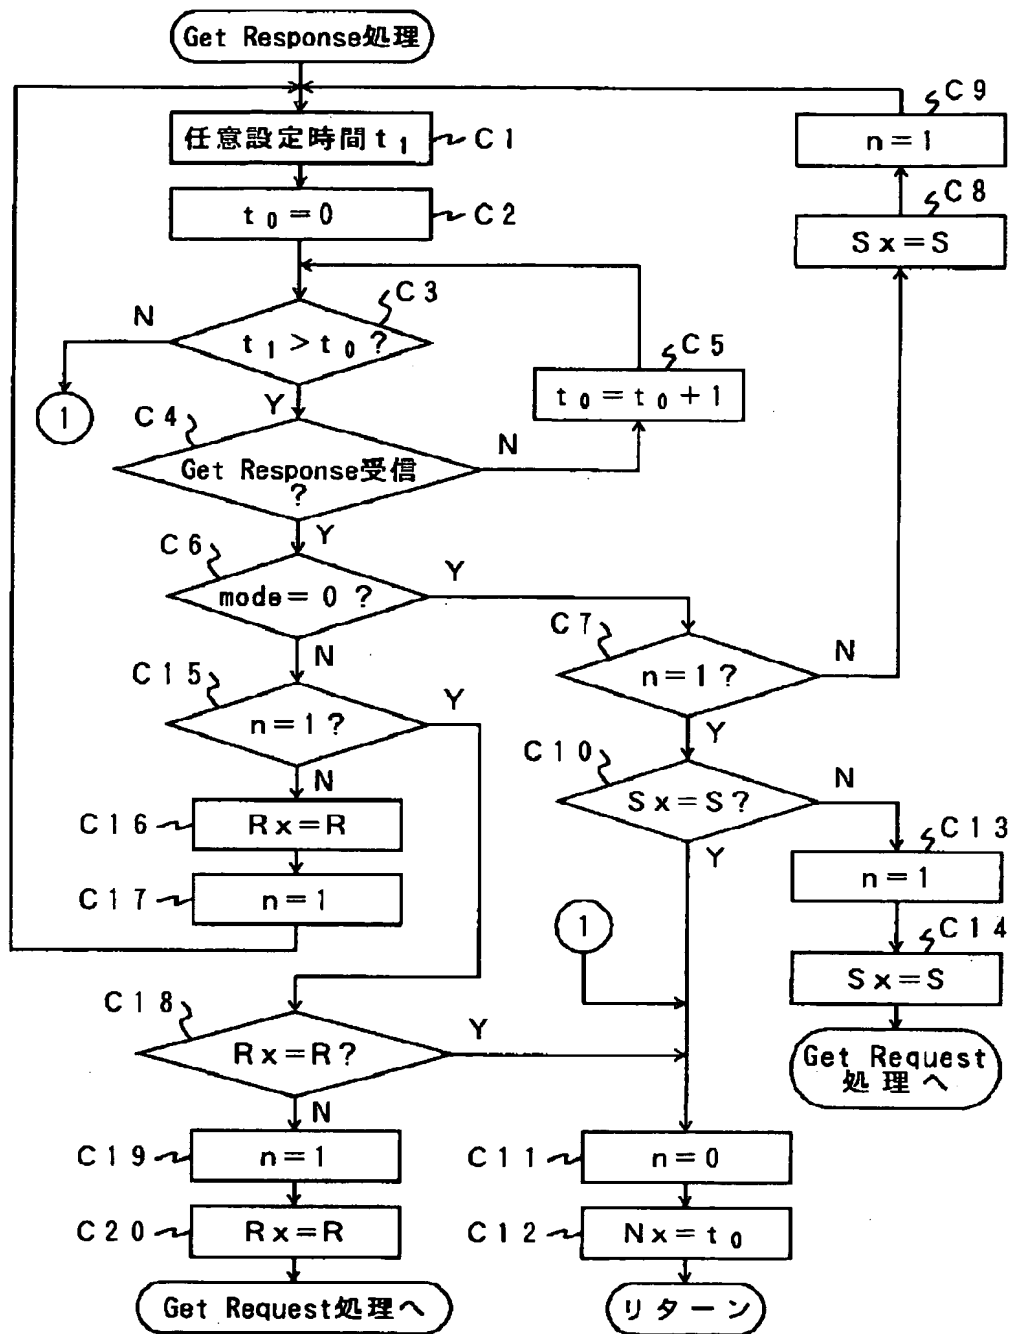 Get Response処理
任意設定時間 t₁
C1
t₀=0
C2
C3
N
t₁>t₀?
Y
1
C4
Get Response受信
?
N
Y
C5
t₀=t₀+1
C6
mode=0?
Y
N
C7
n=1?
N
Y
C8
Sx=S
C9
n=1
C10
Sx=S?
N
Y
C13
n=1
C14
Sx=S
Get Request
処理へ
C15
n=1?
Y
N
C16
Rx=R
C17
n=1
1
C18
Rx=R?
Y
N
C19
n=1
C20
Rx=R
Get Request処理へ
C11
n=0
C12
Nx=t₀
リターン